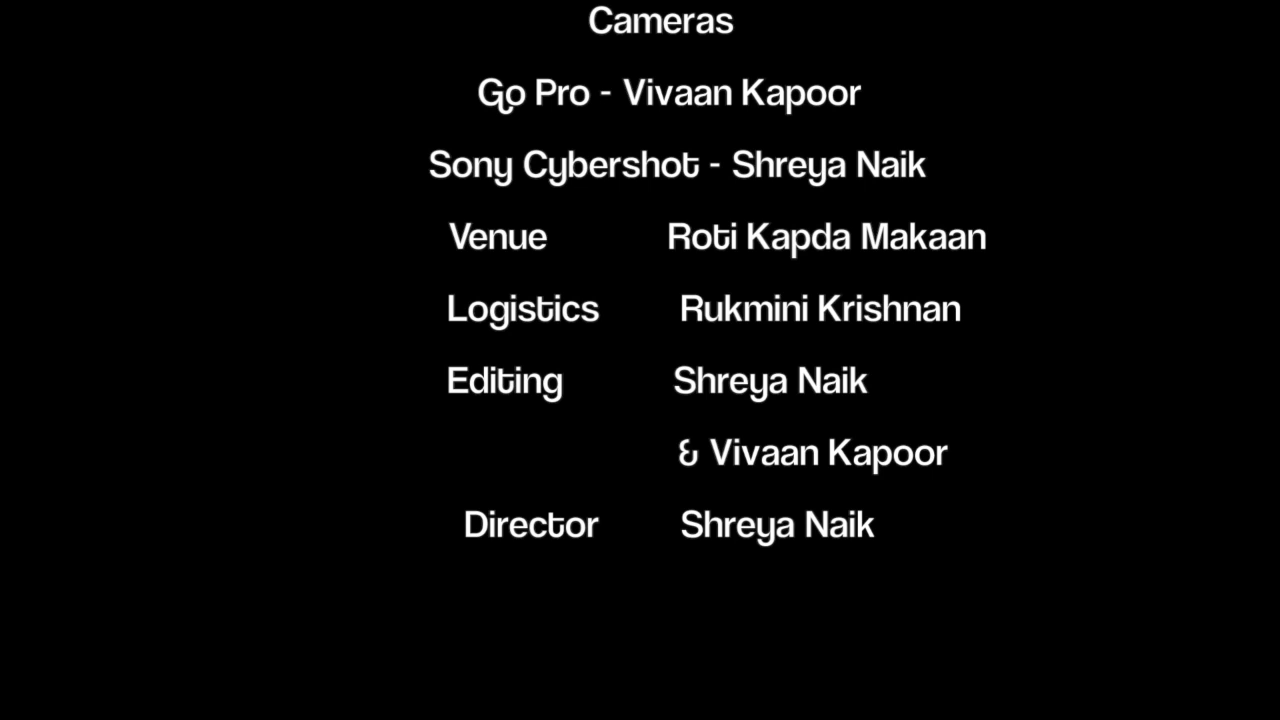 Cameras
Go Pro - Vivaan Kapoor
Sony Cybershot - Shreya Naik
Venue Roti Kapda Makaan
Logistics Rukmini Krishnan
Editing Shreya Naik
& Vivaan Kapoor
Director Shreya Naik